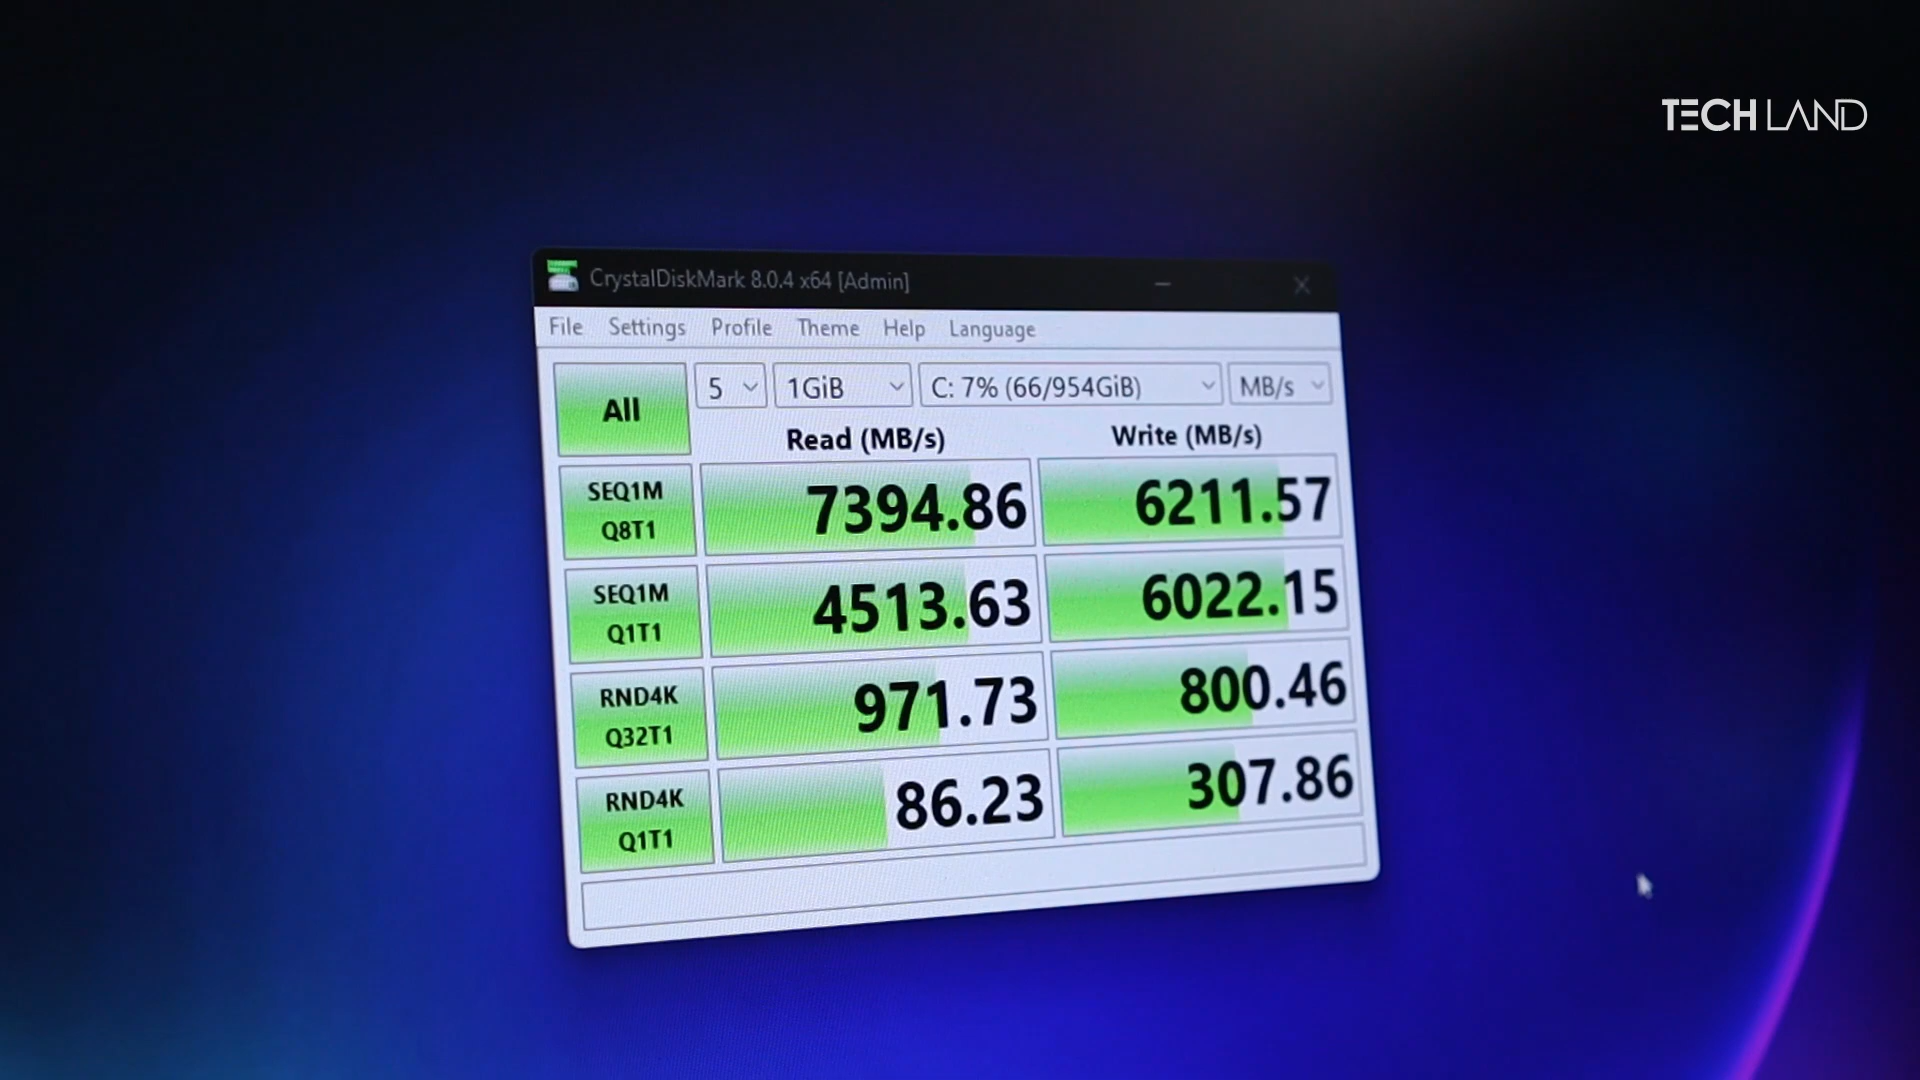 TECH LAND
CrystalDiskMark 8.0.4 x64 [Admin]
File Settings Profile Theme Help Language
All 5 1GiB C: 7% (66/954GiB) MB/s
Read (MB/s) Write (MB/s)
SEQ1M
Q8T1 7394.86 6211.57
SEQ1M
Q1T1 4513.63 6022.15
RND4K
Q32T1 971.73 800.46
RND4K
Q1T1 86.23 307.86